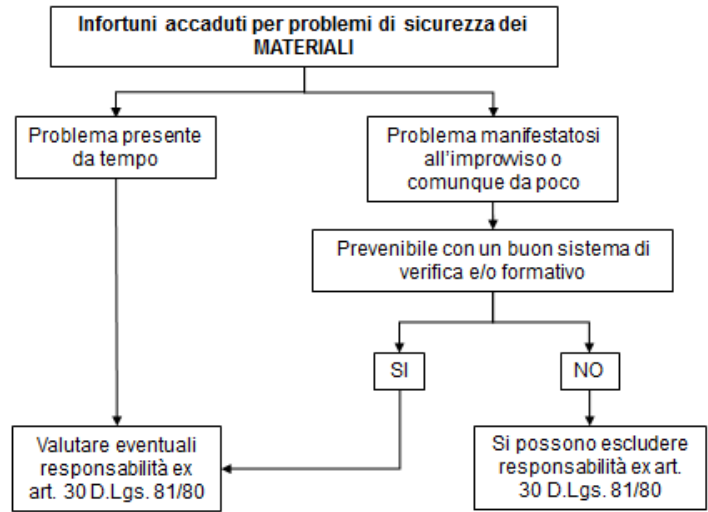 Infortuni accaduti per problemi di sicurezza dei
MATERIALI
Problema presente
da tempo
Problema manifestatosi
all'improvviso o
comunque da poco
Prevenibile con un buon sistema di
verifica e/o formativo
SI
NO
Valutare eventuali
responsabilità ex
art. 30 D.Lgs. 81/80
Si possono escludere
responsabilità ex art.
30 D.Lgs. 81/80